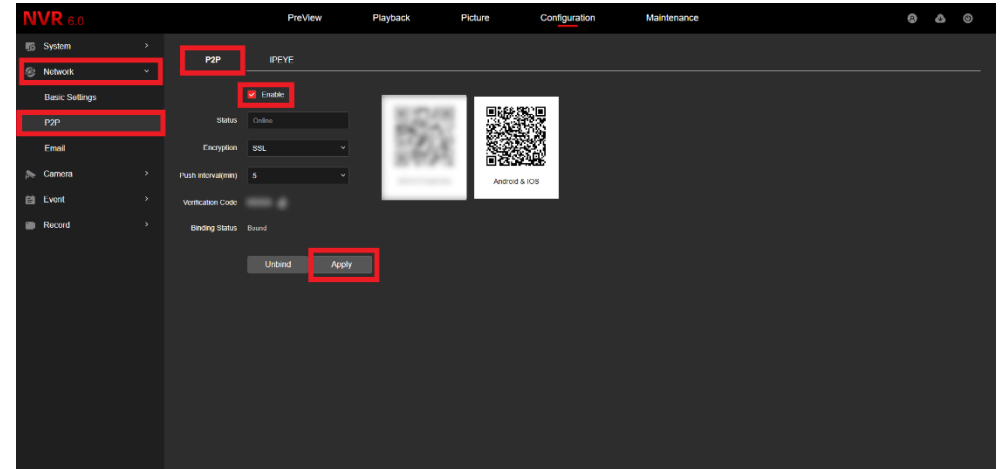 NVR 6.0
PreView
Playback
Picture
Configuration
Maintenance
System
Network
Basic Settings
P2P
Email
Camera
Event
Record
P2P
IPEYE
Enable
Status Online
Encryption SSL
Push interval(min) 5
Verification Code
Binding Status Bound
Unbind
Apply
Android & IOS